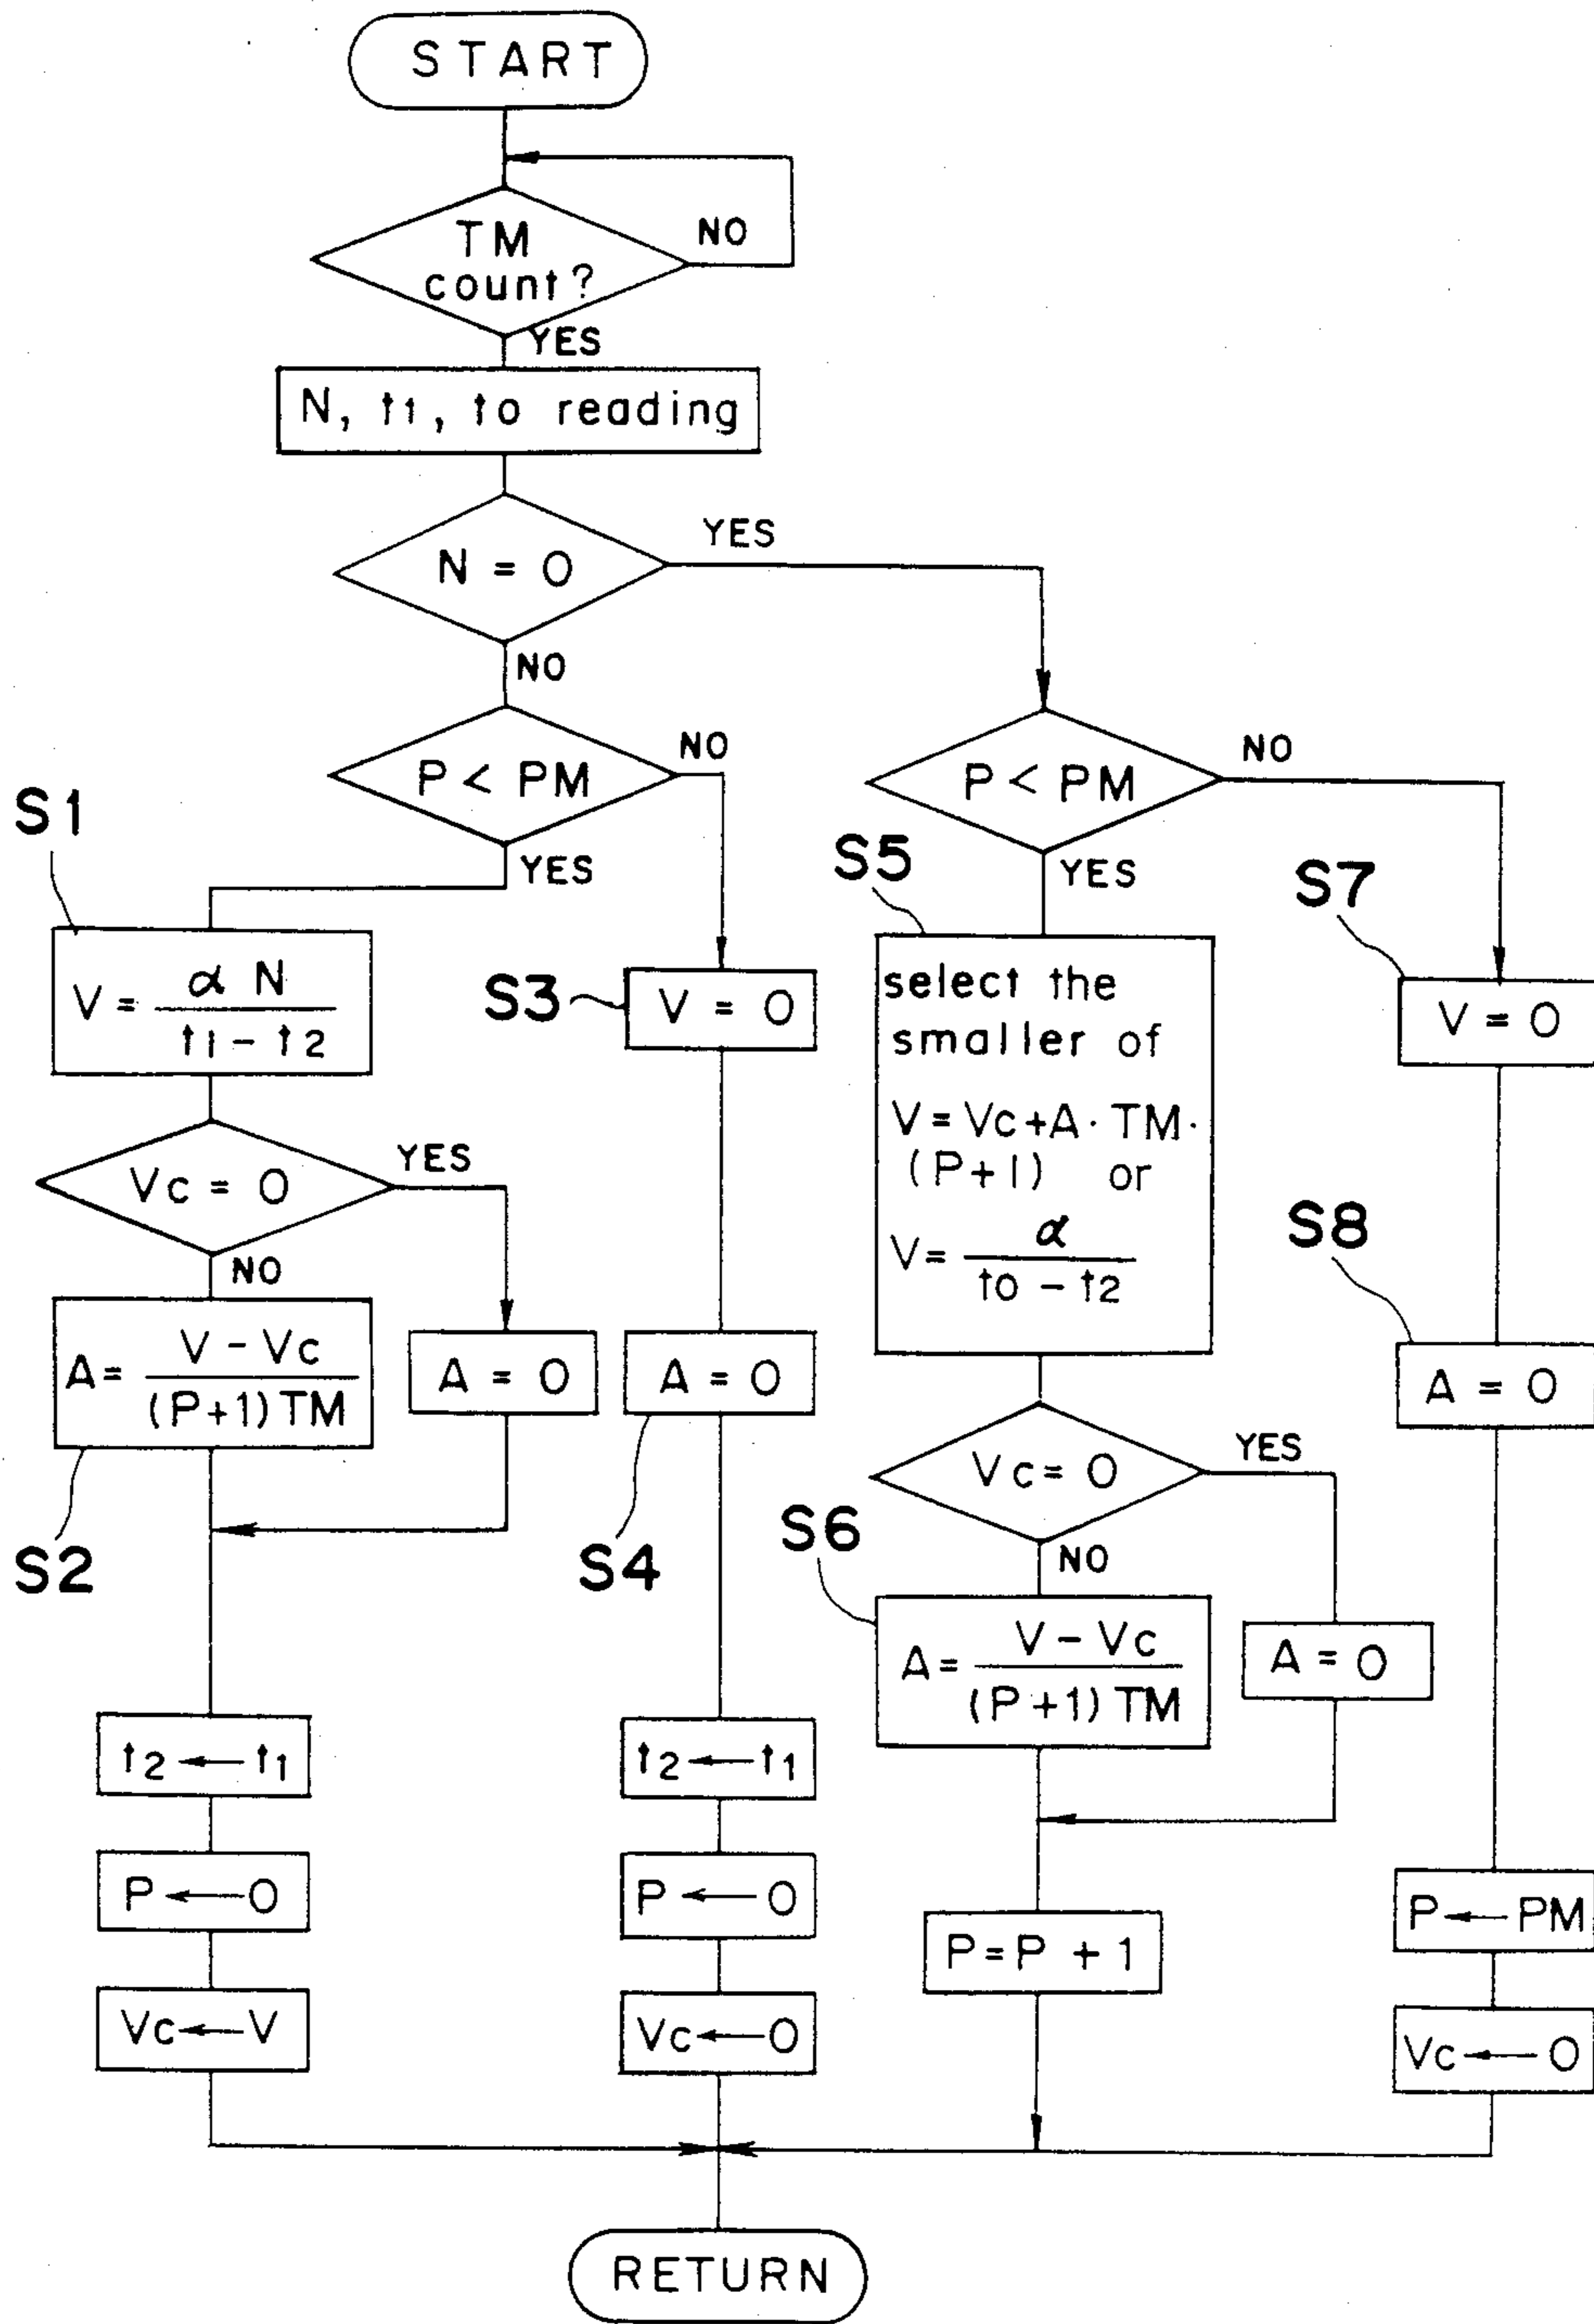 START
TM
count?
NO
YES
N, t1, to reading
N = 0
YES
NO
P < PM
NO
YES
P < PM
NO
YES
S1
V = α N / t1 - t2
Vc = 0
YES
NO
A = V - Vc / (P+1) TM
A = 0
S2
t2 ← t1
P ← 0
Vc ← V
S3
V = 0
A = 0
S4
t2 ← t1
P ← 0
Vc ← 0
S5
select the
smaller of
V = Vc+A · TM ·
(P+1) or
V = α / to - t2
Vc = 0
YES
NO
S6
A = V - Vc / (P+1) TM
A = 0
P = P + 1
S7
V = 0
S8
A = 0
P ← PM
Vc ← 0
RETURN